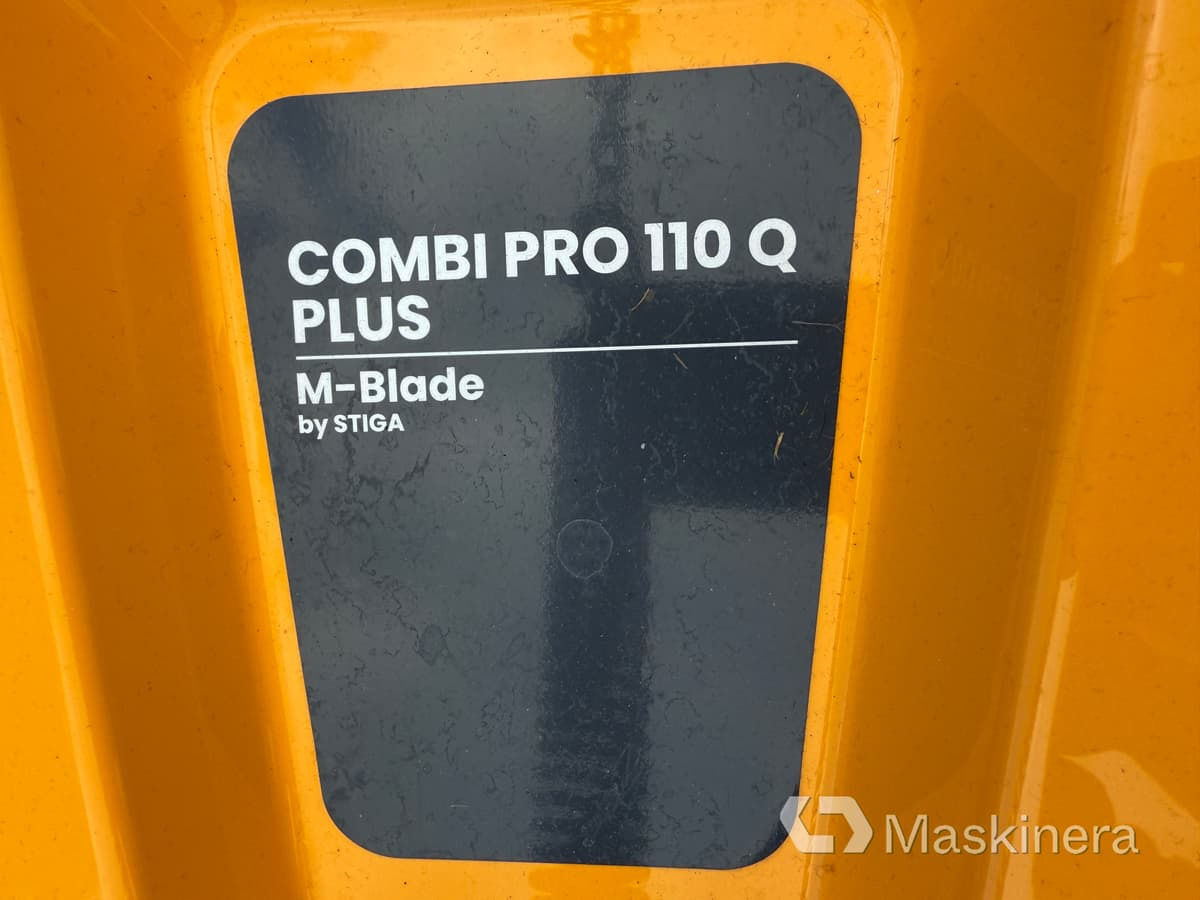 COMBI PRO 110 Q
PLUS
M-Blade
by STIGA
Maskinera